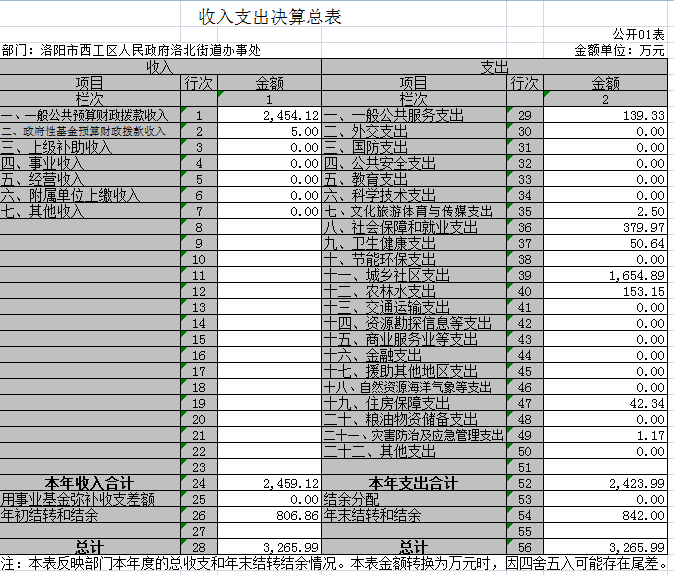 收入支出决算总表
公开01表
部门：洛阳市西工区人民政府洛北街道办事处 金额单位：万元
收入 支出
项目 行次 金额 项目 行次 金额
栏次 1 栏次 2
一、一般公共预算财政拨款收入 1 2,454.12 一、一般公共服务支出 29 139.33
二、政府性基金预算财政拨款收入 2 5.00 二、外交支出 30 0.00
三、上级补助收入 3 0.00 三、国防支出 31 0.00
四、事业收入 4 0.00 四、公共安全支出 32 0.00
五、经营收入 5 0.00 五、教育支出 33 0.00
六、附属单位上缴收入 6 0.00 六、科学技术支出 34 0.00
七、其他收入 7 0.00 七、文化旅游体育与传媒支出 35 2.50
8 八、社会保障和就业支出 36 379.97
9 九、卫生健康支出 37 50.64
10 十、节能环保支出 38 0.00
11 十一、城乡社区支出 39 1,654.89
12 十二、农林水支出 40 153.15
13 十三、交通运输支出 41 0.00
14 十四、资源勘探信息等支出 42 0.00
15 十五、商业服务业等支出 43 0.00
16 十六、金融支出 44 0.00
17 十七、援助其他地区支出 45 0.00
18 十八、自然资源海洋气象等支出 46 0.00
19 十九、住房保障支出 47 42.34
20 二十、粮油物资储备支出 48 0.00
21 二十一、灾害防治及应急管理支出 49 1.17
22 二十二、其他支出 50 0.00
23 51
本年收入合计 24 2,459.12 本年支出合计 52 2,423.99
用事业基金弥补收支差额 25 0.00 结余分配 53 0.00
年初结转和结余 26 806.86 年末结转和结余 54 842.00
27 55
总计 28 3,265.99 总计 56 3,265.99
注：本表反映部门本年度的总收支和年末结转结余情况。本表金额转换为万元时，因四舍五入可能存在尾差。